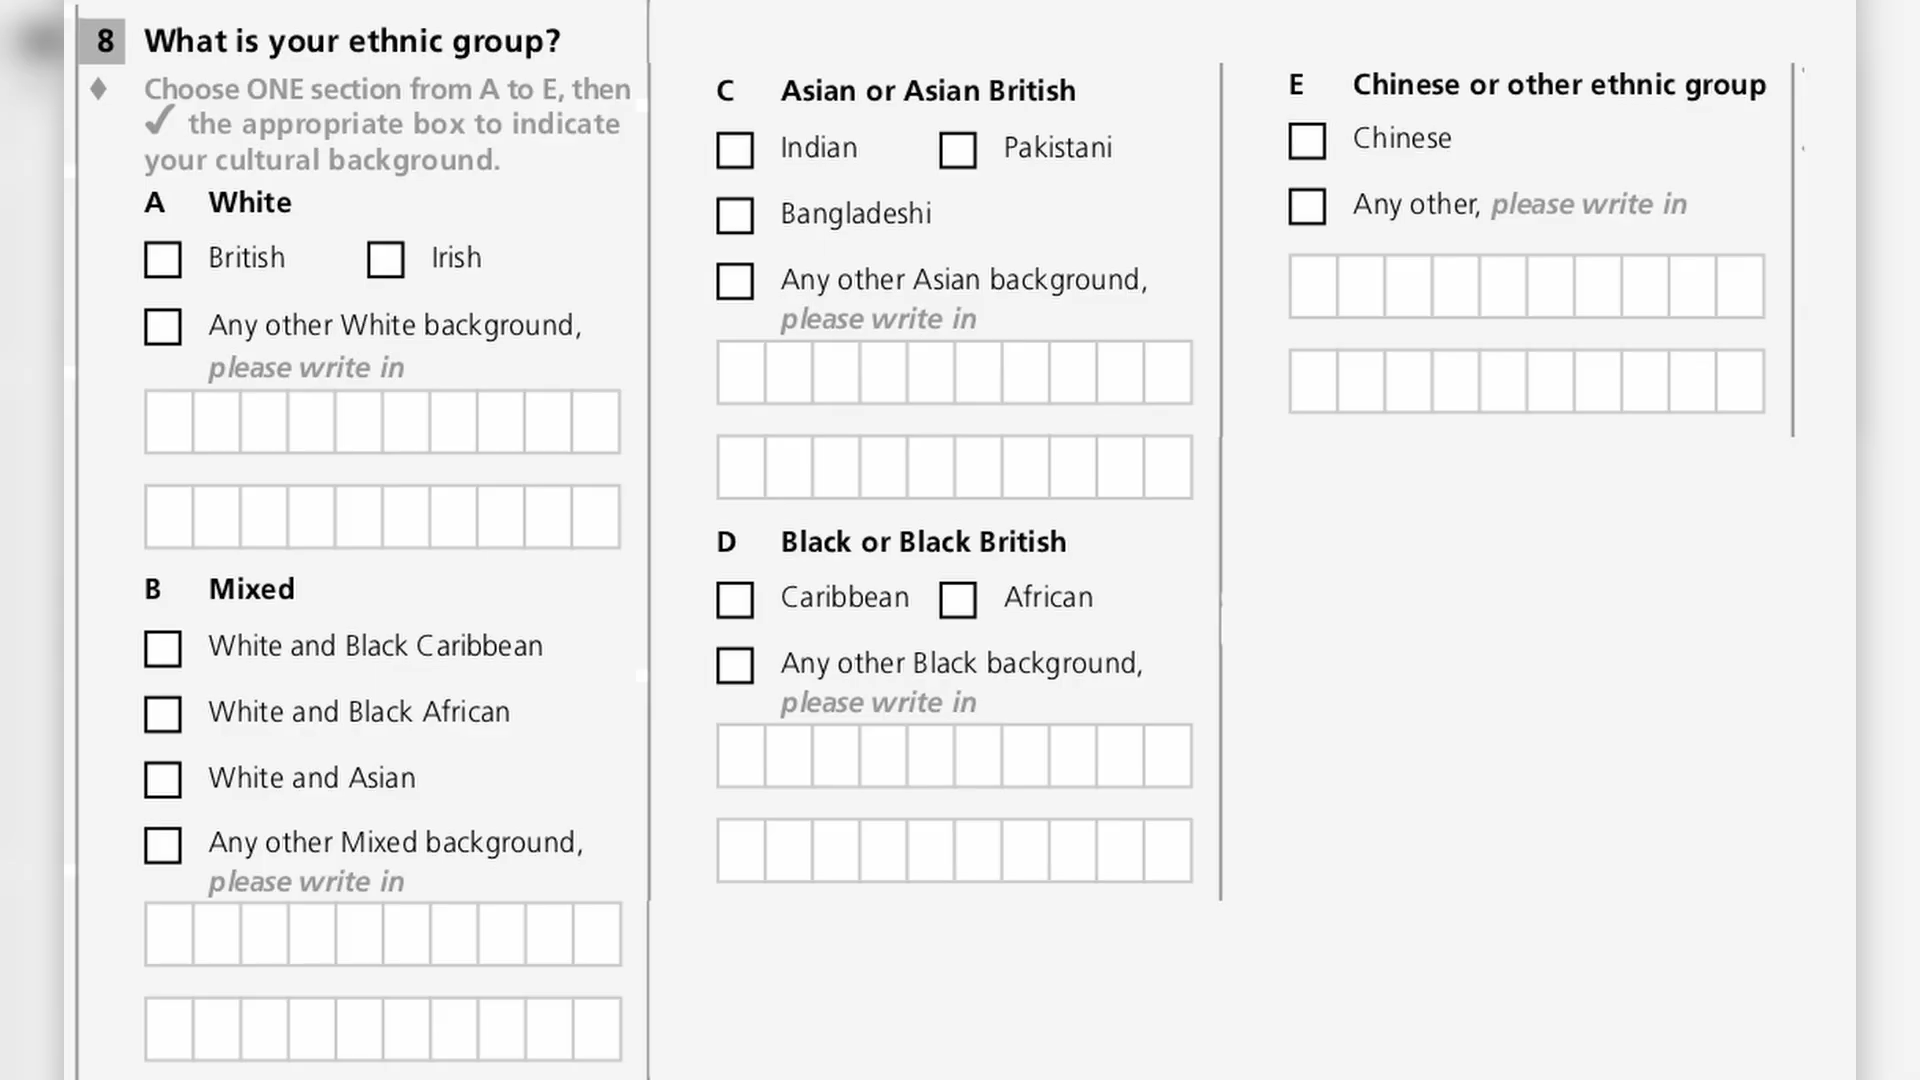 8 What is your ethnic group?
♦ Choose ONE section from A to E, then
✓ the appropriate box to indicate
your cultural background.
A White
British Irish
Any other White background,
please write in
B Mixed
White and Black Caribbean
White and Black African
White and Asian
Any other Mixed background,
please write in
C Asian or Asian British
Indian Pakistani
Bangladeshi
Any other Asian background,
please write in
D Black or Black British
Caribbean African
Any other Black background,
please write in
E Chinese or other ethnic group
Chinese
Any other, please write in